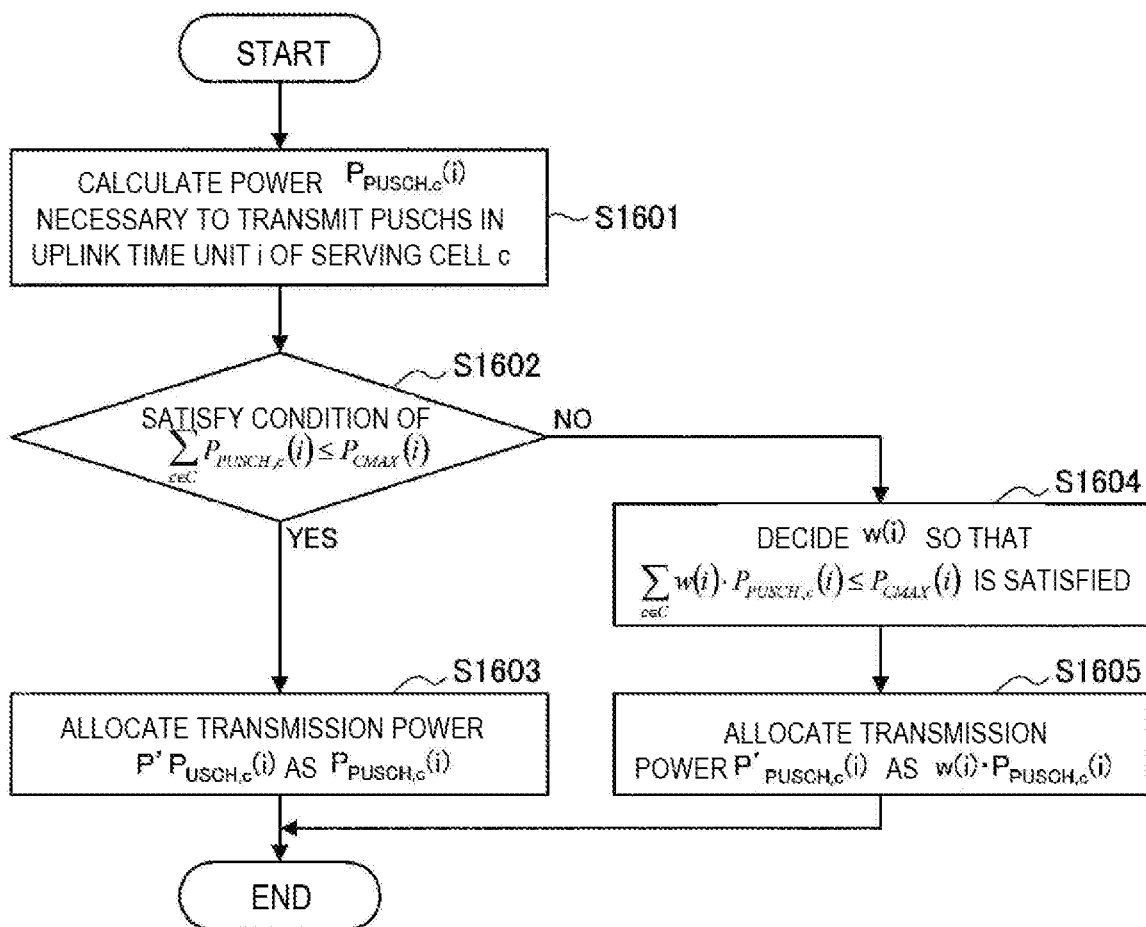 START
CALCULATE POWER P_PUSCH,c(i)
NECESSARY TO TRANSMIT PUSCHS IN
UPLINK TIME UNIT i OF SERVING CELL c
S1601
S1602
SATISFY CONDITION OF
∑_{c∈C} P_PUSCH,c(i) ≤ P_CMAX(i)
NO
YES
S1604
DECIDE w(i) SO THAT
∑_{c∈C} w(i)·P_PUSCH,c(i) ≤ P_CMAX(i) IS SATISFIED
S1603
ALLOCATE TRANSMISSION POWER
P' PUSCH,c(i) AS P_PUSCH,c(i)
S1605
ALLOCATE TRANSMISSION
POWER P'_PUSCH,c(i) AS w(i)·P_PUSCH,c(i)
END